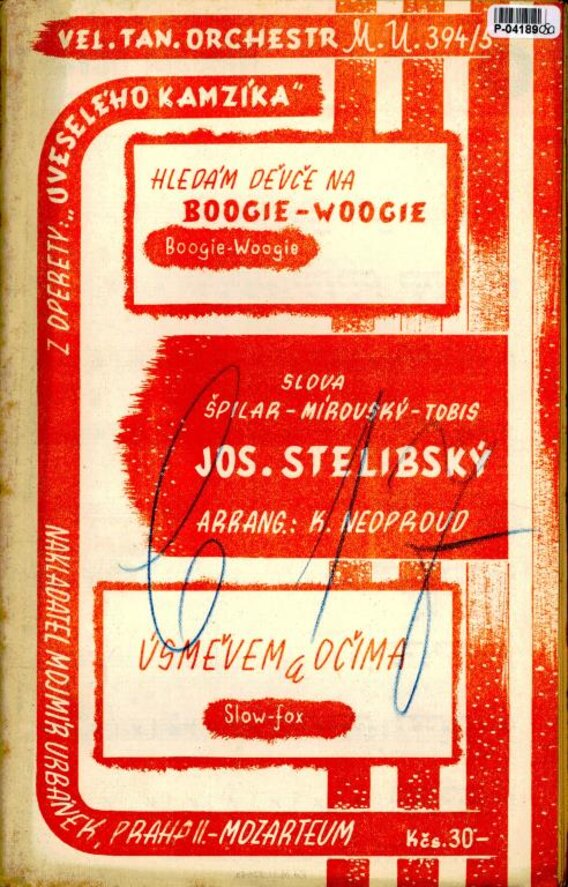 P-04189
VEL. TAN. ORCHESTR M. U. 394/5
Z OPERETY: „U VESELÉHO KAMZÍKA“
HLEDÁM DĚVČE NA
BOOGIE-WOOGIE
Boogie-Woogie
SLOVA
ŠPILAR - MÍROVSKÝ - TOBIS
JOS. STELIBSKÝ
ARRANG.: K. NEOPROUD
ÚSMĚVEM a OČIMA
Slow-fox
NAKLADATEL MOJMÍR URBÁNEK, PRAHA II.-MOZARTEUM
Kčs. 30-